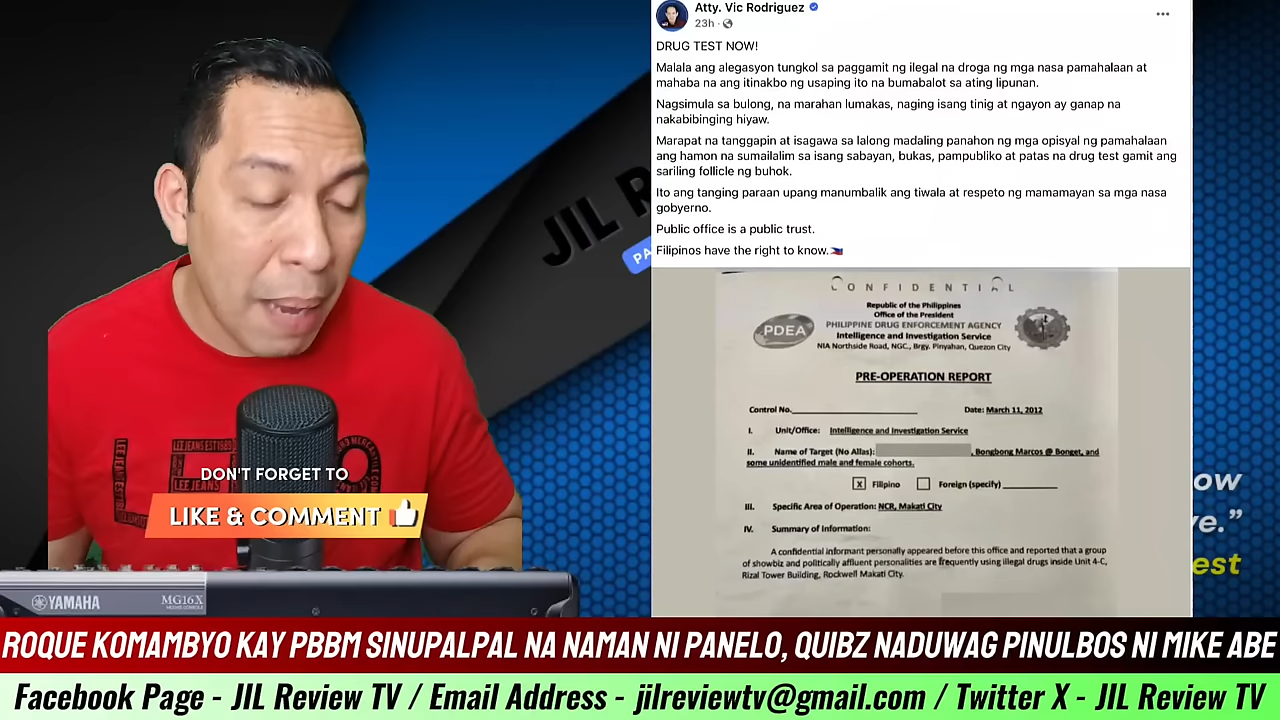 Atty. Vic Rodriguez
23h
DRUG TEST NOW!
Malala ang alegasyon tungkol sa paggamit ng ilegal na droga ng mga nasa pamahalaan at
mahaba na ang itinakbo ng usaping ito na bumabalot sa ating lipunan.
Nagsimula sa bulong, na marahan lumakas, naging isang tinig at ngayon ay ganap na
nakabibinging hiyaw.
Marapat na tanggapin at isagawa sa lalong madaling panahon ng mga opisyal ng pamahalaan
ang hamon na sumailalim sa isang sabayan, bukas, pampubliko at patas na drug test gamit ang
sariling follicle ng buhok.
Ito ang tanging paraan upang manumbalik ang tiwala at respeto ng mamamayan sa mga nasa
gobyerno.
Public office is a public trust.
Filipinos have the right to know.🇵🇭
CONFIDENTIAL
Republic of the Philippines
Office of the President
PDEA
PHILIPPINE DRUG ENFORCEMENT AGENCY
Intelligence and Investigation Service
NIA Northside Road, NGC., Brgy. Pinyahan, Quezon City
PRE-OPERATION REPORT
Control No.
Date: March 11, 2012
I. Unit/Office: Intelligence and Investigation Service
II. Name of Target (No Alias): , Bongbong Marcos @ Bonget, and
some unidentified male and female cohorts.
X Filipino Foreign (specify)
III. Specific Area of Operation: NCR, Makati City
IV. Summary of Information:
A confidential informant personally appeared before this office and reported that a group
of showbiz and politically affluent personalities are frequently using illegal drugs inside Unit 4-C,
Rizal Tower Building, Rockwell Makati City.
JIL R
PA
ow
ve.”
est
LEE JEANS
DON'T FORGET TO
LIKE & COMMENT
YAMAHA
MG16X
ROQUE KOMAMBYO KAY PBBM SINUPALPAL NA NAMAN NI PANELO, QUIBZ NADUWAG PINULBOS NI MIKE ABE
Facebook Page - JIL Review TV / Email Address - jilreviewtv@gmail.com / Twitter X - JIL Review TV